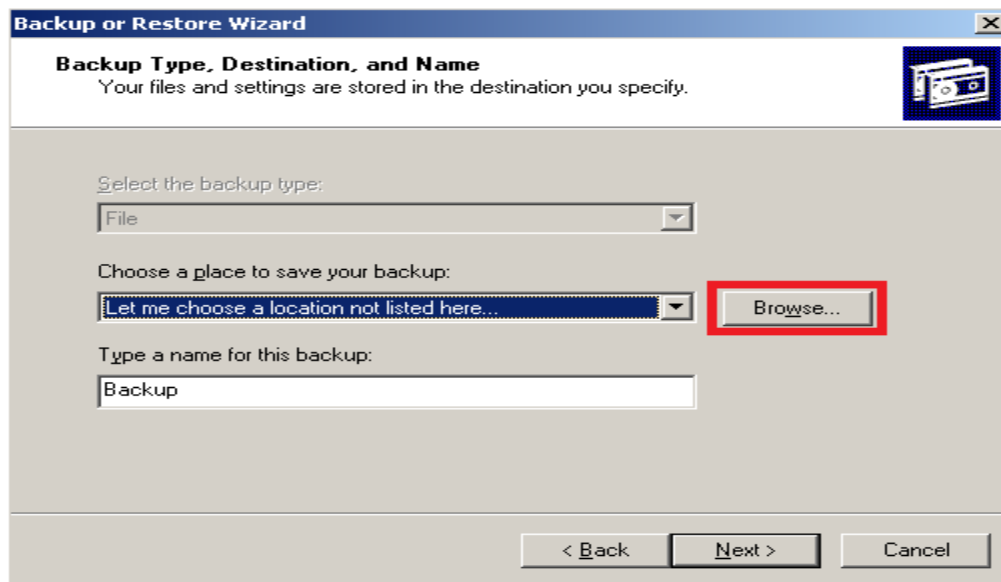 Backup or Restore Wizard
Backup Type, Destination, and Name
Your files and settings are stored in the destination you specify.
Select the backup type:
File
Choose a place to save your backup:
Let me choose a location not listed here...
Browse...
Type a name for this backup:
Backup
< Back
Next >
Cancel